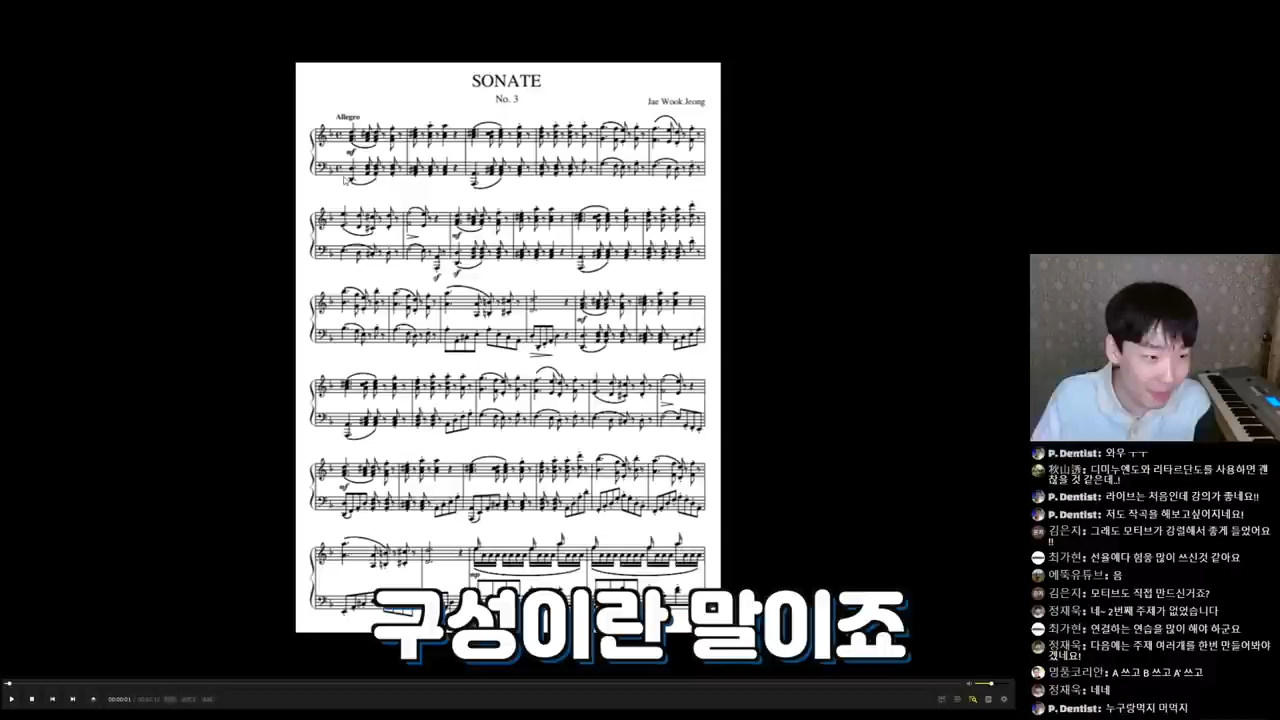 SONATE
No. 3
Jae Wook Jeong
Allegro
구성이란 말이죠
P. Dentist: 와우 ㅜㅜ
秋山透: 디미누엔도와 리타르단도를 사용하면 괜
찮을 것 같은데..!
P. Dentist: 라이브는 처음인데 강의가 좋네요!!
P. Dentist: 저도 작곡을 해보고싶어지네요!
김은지: 그래도 모티브가 강렬해서 좋게 들었어요
!!
최가현: 선율에다 힘웅 많이 쓰신것 같아요
에뚝유튜브: 음
김은지: 모티브도 직접 만드신거죠?
정재욱: 네~ 2번째 주제가 없었습니다
최가현: 연결하는 연습을 많이 해야 하군요
정재욱: 다음에는 주제 여러개를 한번 만들어봐야
겠네요!
명품코리안: A 쓰고 B 쓰고 A' 쓰고
정재욱: 네네
P. Dentist: 누구랑먹지 머먹지
00:00:01